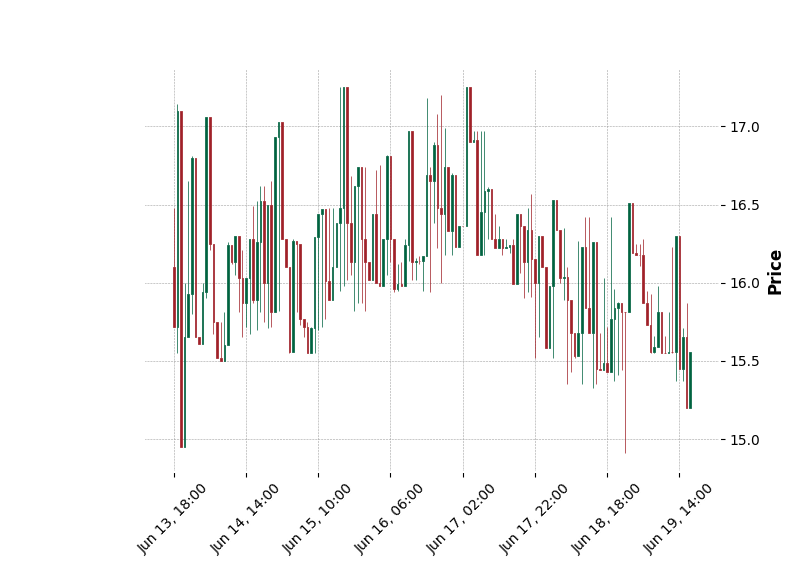 17.0
16.5
16.0
15.5
15.0
Price
Jun 13, 18:00
Jun 14, 14:00
Jun 15, 10:00
Jun 16, 06:00
Jun 17, 02:00
Jun 17, 22:00
Jun 18, 18:00
Jun 19, 14:00